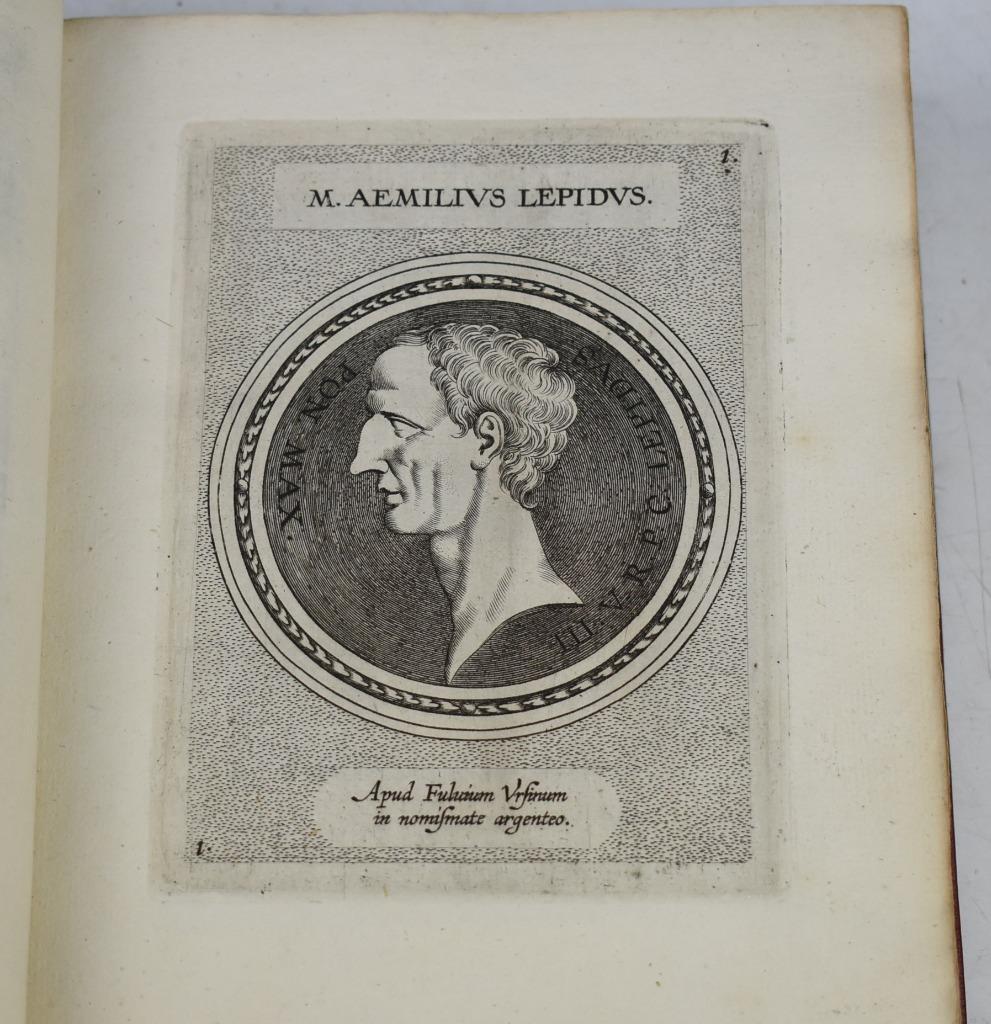 1.
M. AEMILIVS LEPIDVS.
III. V. R. P. C. LEPIDVS
PON. MAX.
Apud Fuluium Vrſinum
in nomiſmate argenteo.
1.